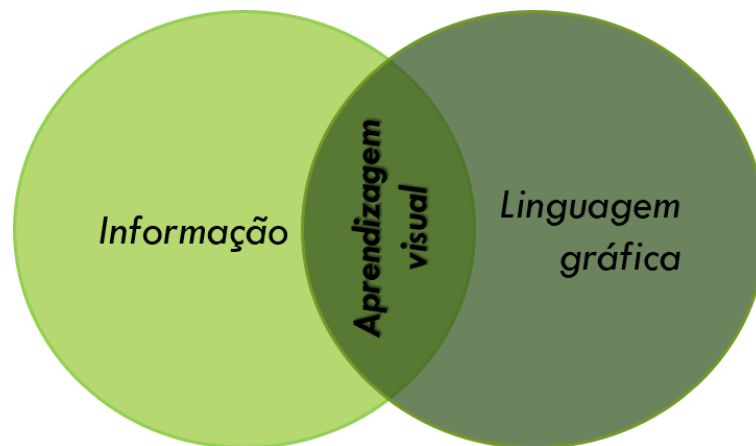 Informação
Aprendizagem
visual
Linguagem
gráfica